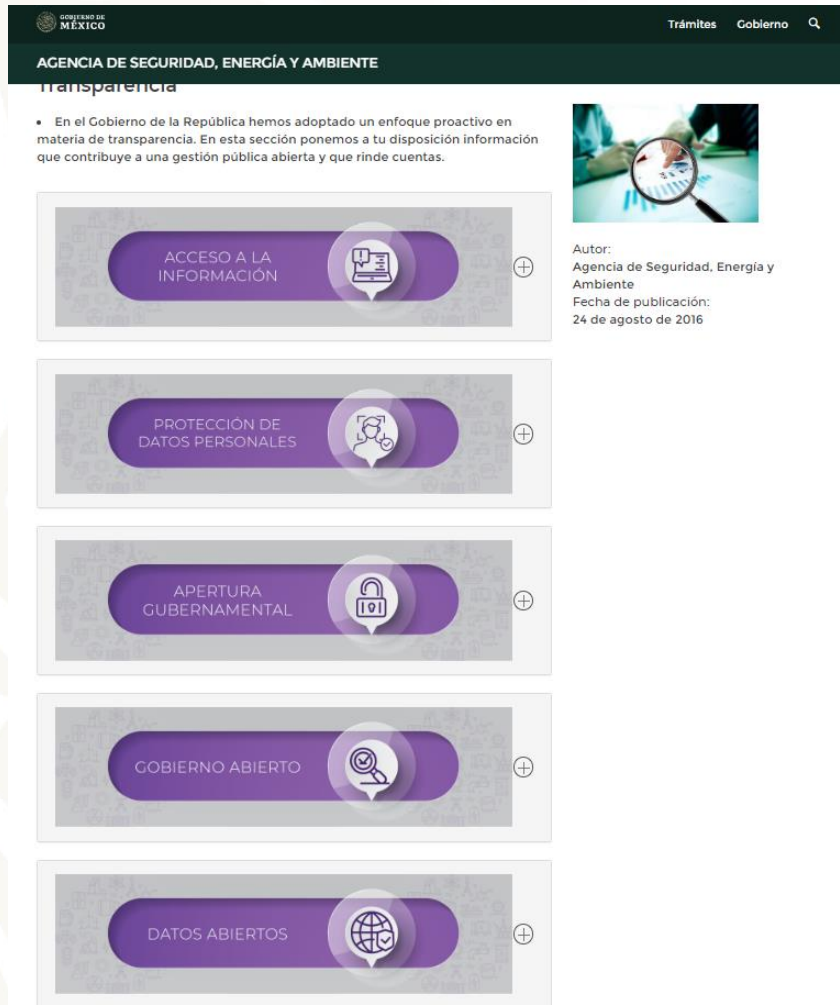 GOBIERNO DE
MÉXICO
Trámites Gobierno
AGENCIA DE SEGURIDAD, ENERGÍA Y AMBIENTE
Transparencia
• En el Gobierno de la República hemos adoptado un enfoque proactivo en
materia de transparencia. En esta sección ponemos a tu disposición información
que contribuye a una gestión pública abierta y que rinde cuentas.
ACCESO A LA
INFORMACIÓN
PROTECCIÓN DE
DATOS PERSONALES
APERTURA
GUBERNAMENTAL
GOBIERNO ABIERTO
DATOS ABIERTOS
Autor:
Agencia de Seguridad, Energía y
Ambiente
Fecha de publicación:
24 de agosto de 2016